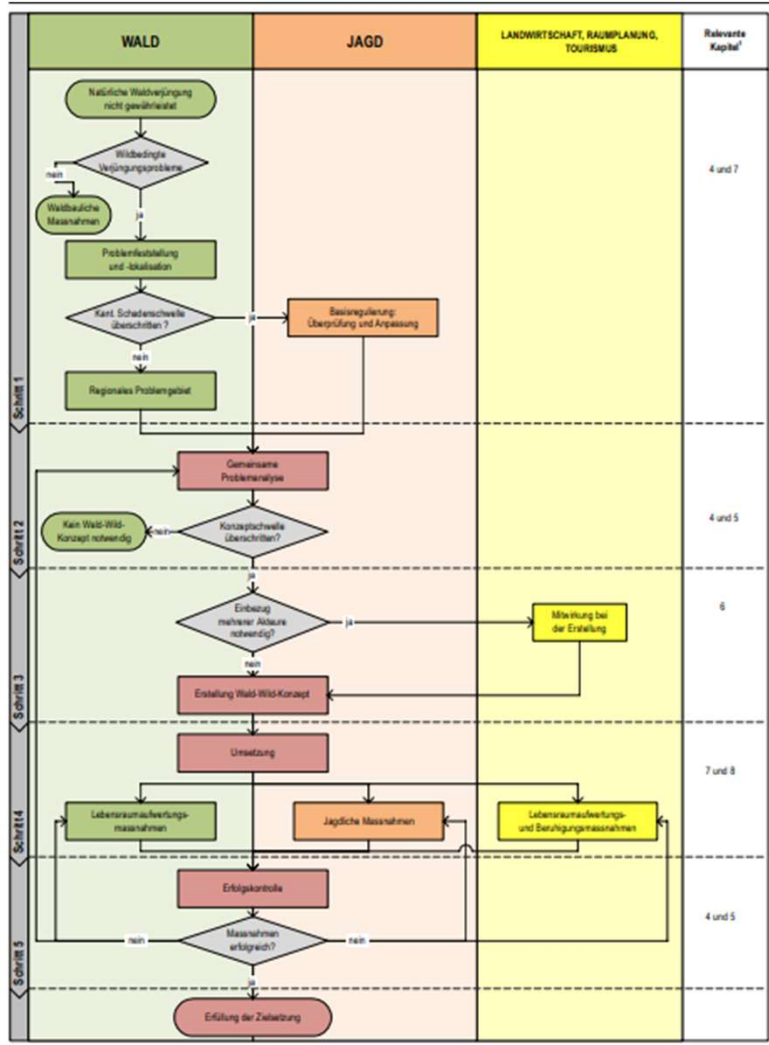 WALD
JAGD
LANDWIRTSCHAFT, RAUMPLANUNG,
TOURISMUS
Relevante
Kapitel¹
Natürliche Waldverjüngung
nicht gewährleistet
Wildbedingte
Verjüngungsprobleme
nein
Waldbauliche
Massnahmen
ja
Problemfeststellung
und -lokalisation
Kant. Schadenschwelle
überschritten ?
ja
Basisregulierung:
Überprüfung und Anpassung
nein
Regionales Problemgebiet
4 und 7
Schritt 1
Gemeinsame
Problemanalyse
Konzeptschwelle
überschritten?
nein
Kein Wald-Wild-
Konzept notwendig
ja
4 und 5
Schritt 2
Einbezug
mehrerer Akteure
notwendig?
ja
Mitwirkung bei
der Erstellung
nein
Erstellung Wald-Wild-Konzept
6
Schritt 3
Umsetzung
Lebensraumaufwertungs-
massnahmen
Jagdliche Massnahmen
Lebensraumaufwertungs-
und Beruhigungsmassnahmen
7 und 8
Schritt 4
Erfolgskontrolle
Massnahmen
erfolgreich?
nein
nein
ja
4 und 5
Schritt 5
Erfüllung der Zielsetzung